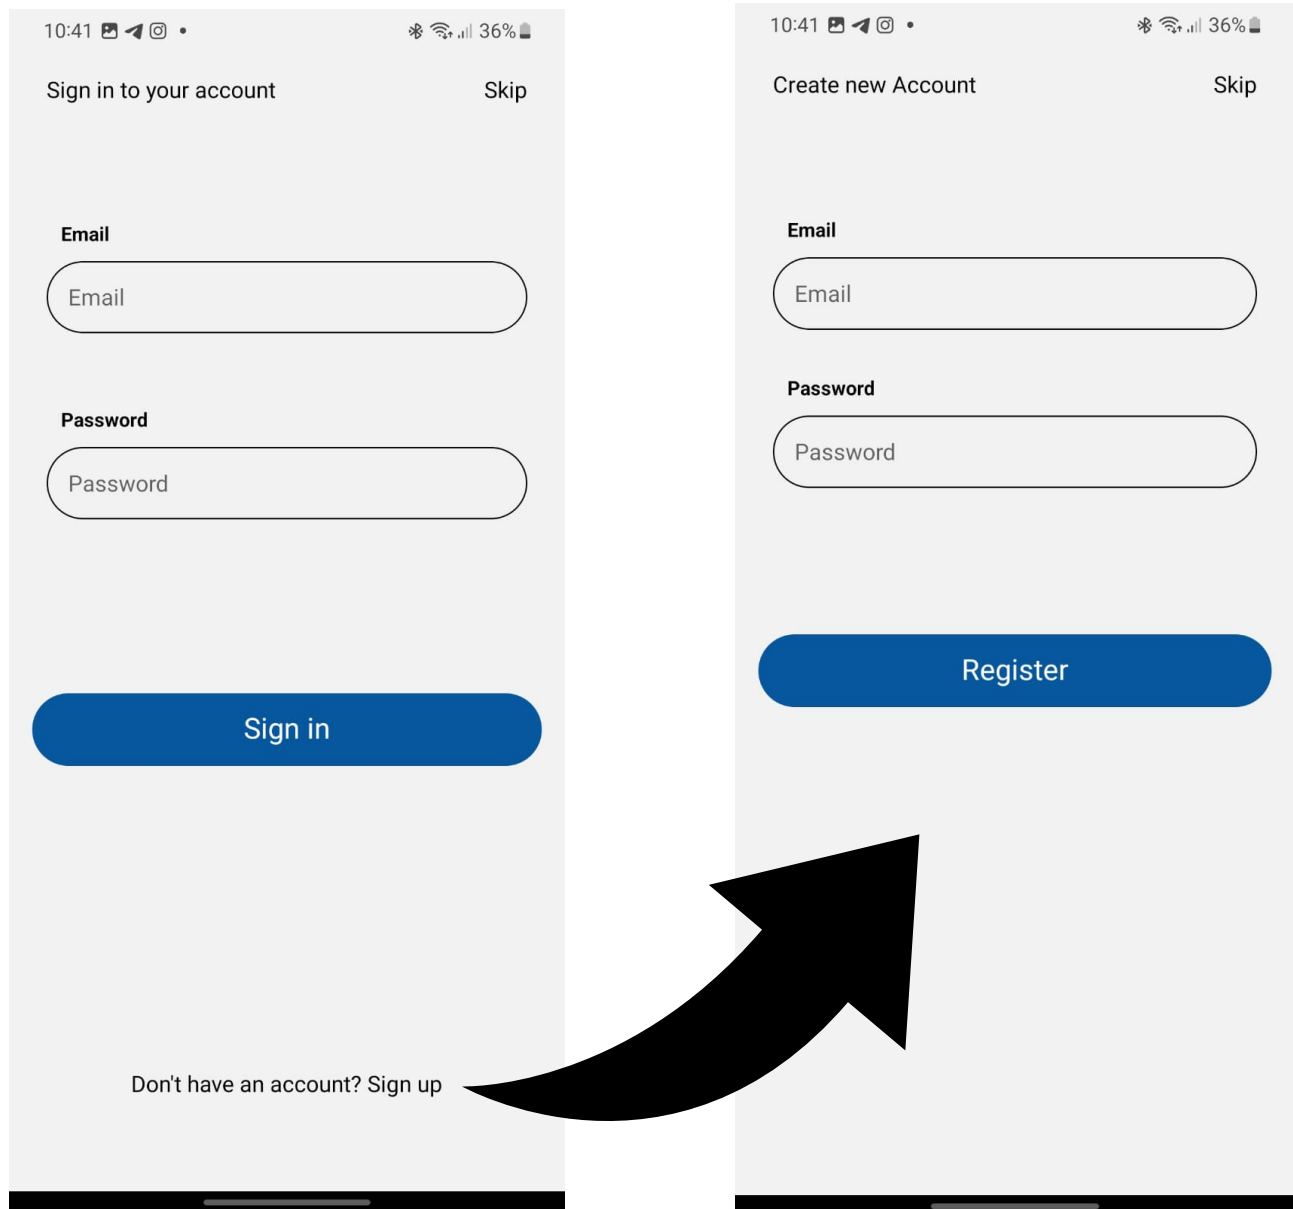 10:41
36%
Sign in to your account
Skip
Email
Email
Password
Password
Sign in
Don't have an account? Sign up
10:41
36%
Create new Account
Skip
Email
Email
Password
Password
Register